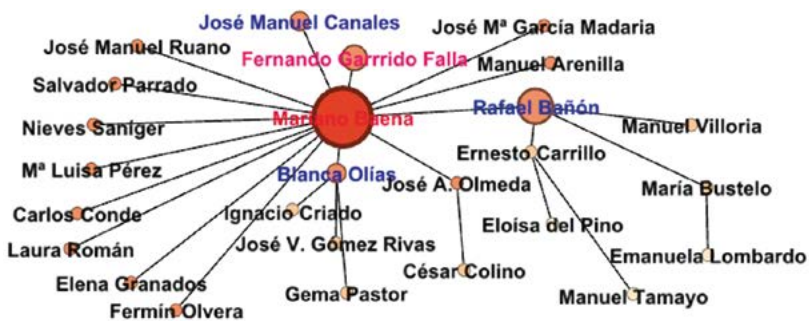 José Manuel Canales
José Mª García Madaria
José Manuel Ruano
Fernando Garrrido Falla
Manuel Arenilla
Salvador Parrado
Rafael Bañón
Mariano Baena
Nieves Saniger
Manuel Villoria
Ernesto Carrillo
Mª Luisa Pérez
Blanca Olías
José A. Olmeda
María Bustelo
Carlos Conde
Ignacio Criado
Eloísa del Pino
Laura Román
José V. Gómez Rivas
Emanuela Lombardo
César Colino
Elena Granados
Gema Pastor
Manuel Tamayo
Fermín Olvera